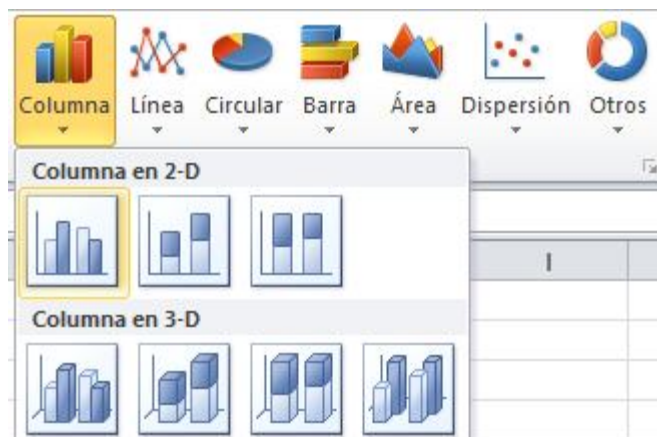 Columna Línea Circular Barra Área Dispersión Otros
Columna en 2-D
I
Columna en 3-D